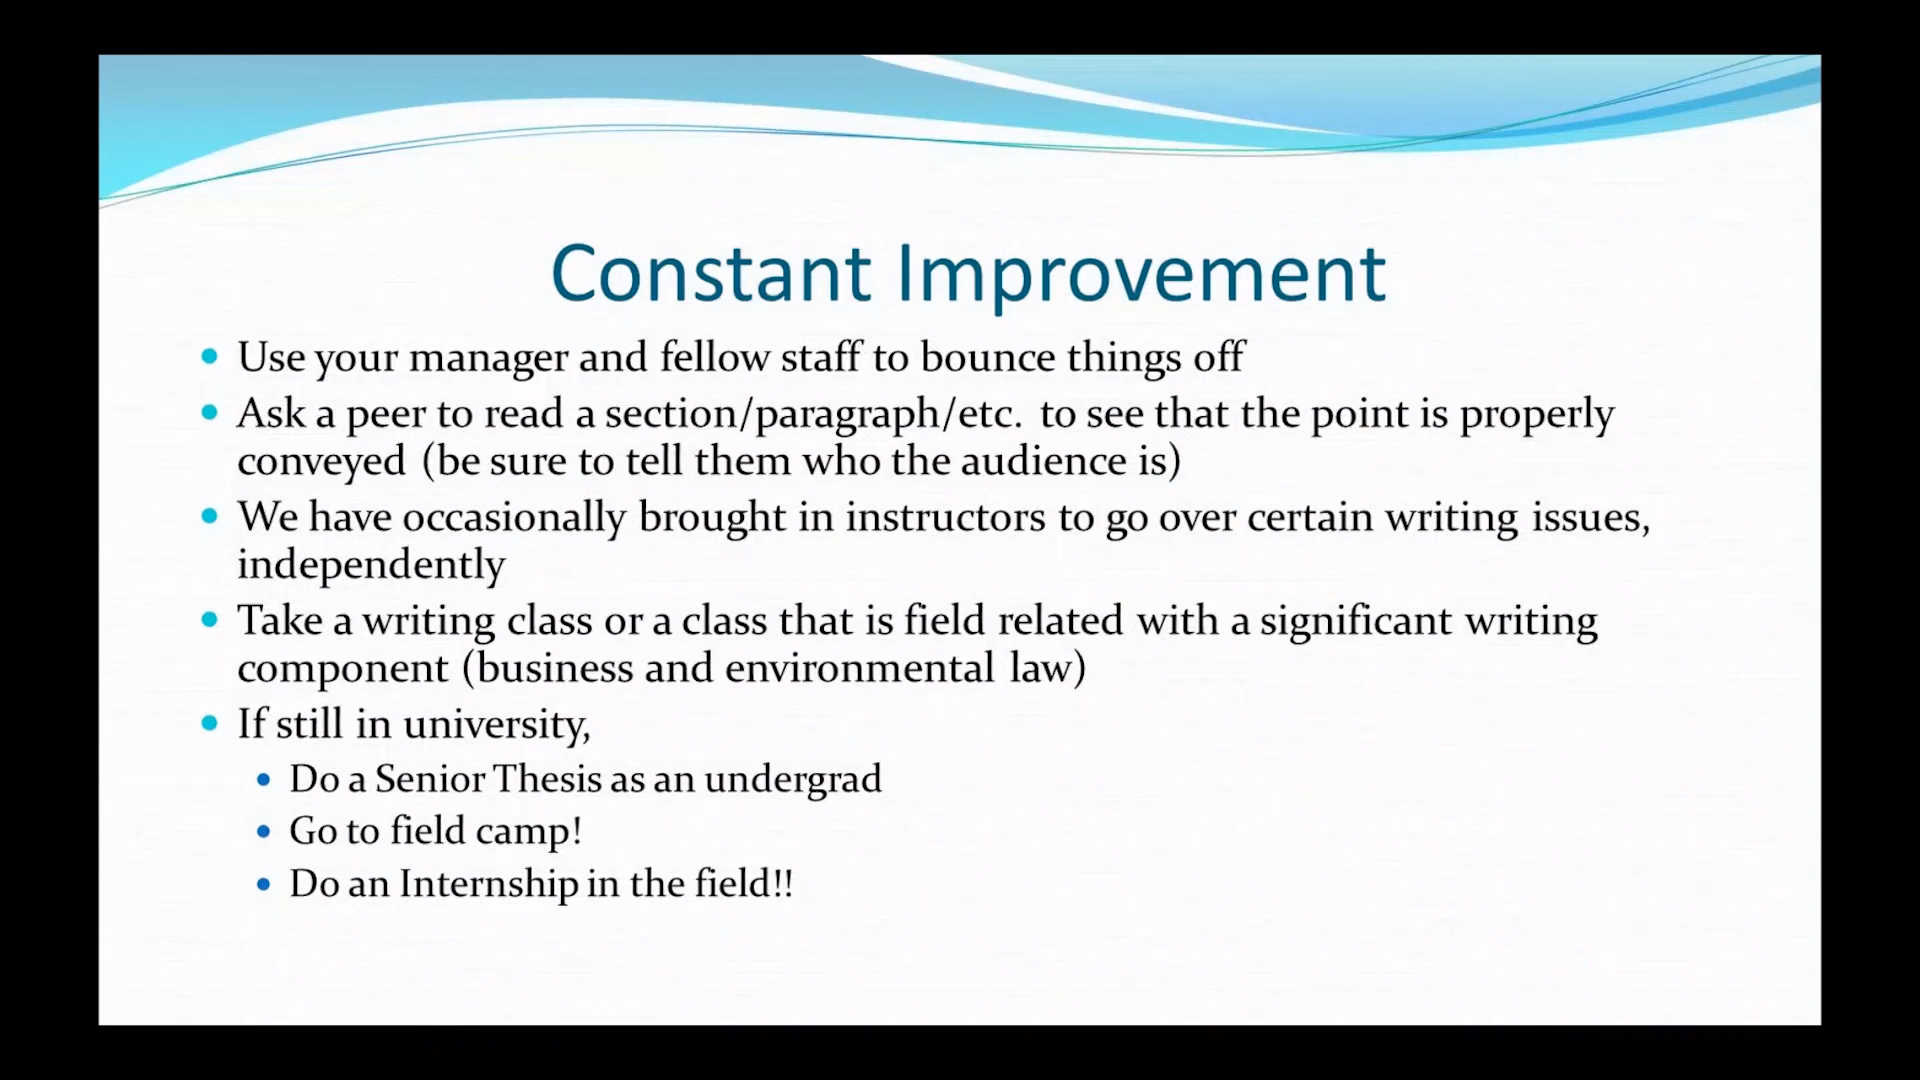 Constant Improvement
Use your manager and fellow staff to bounce things off
Ask a peer to read a section/paragraph/etc.  to see that the point is properly
conveyed (be sure to tell them who the audience is)
We have occasionally brought in instructors to go over certain writing issues,
independently
Take a writing class or a class that is field related with a significant writing
component (business and environmental law)
If still in university,
Do a Senior Thesis as an undergrad
Go to field camp!
Do an Internship in the field!!